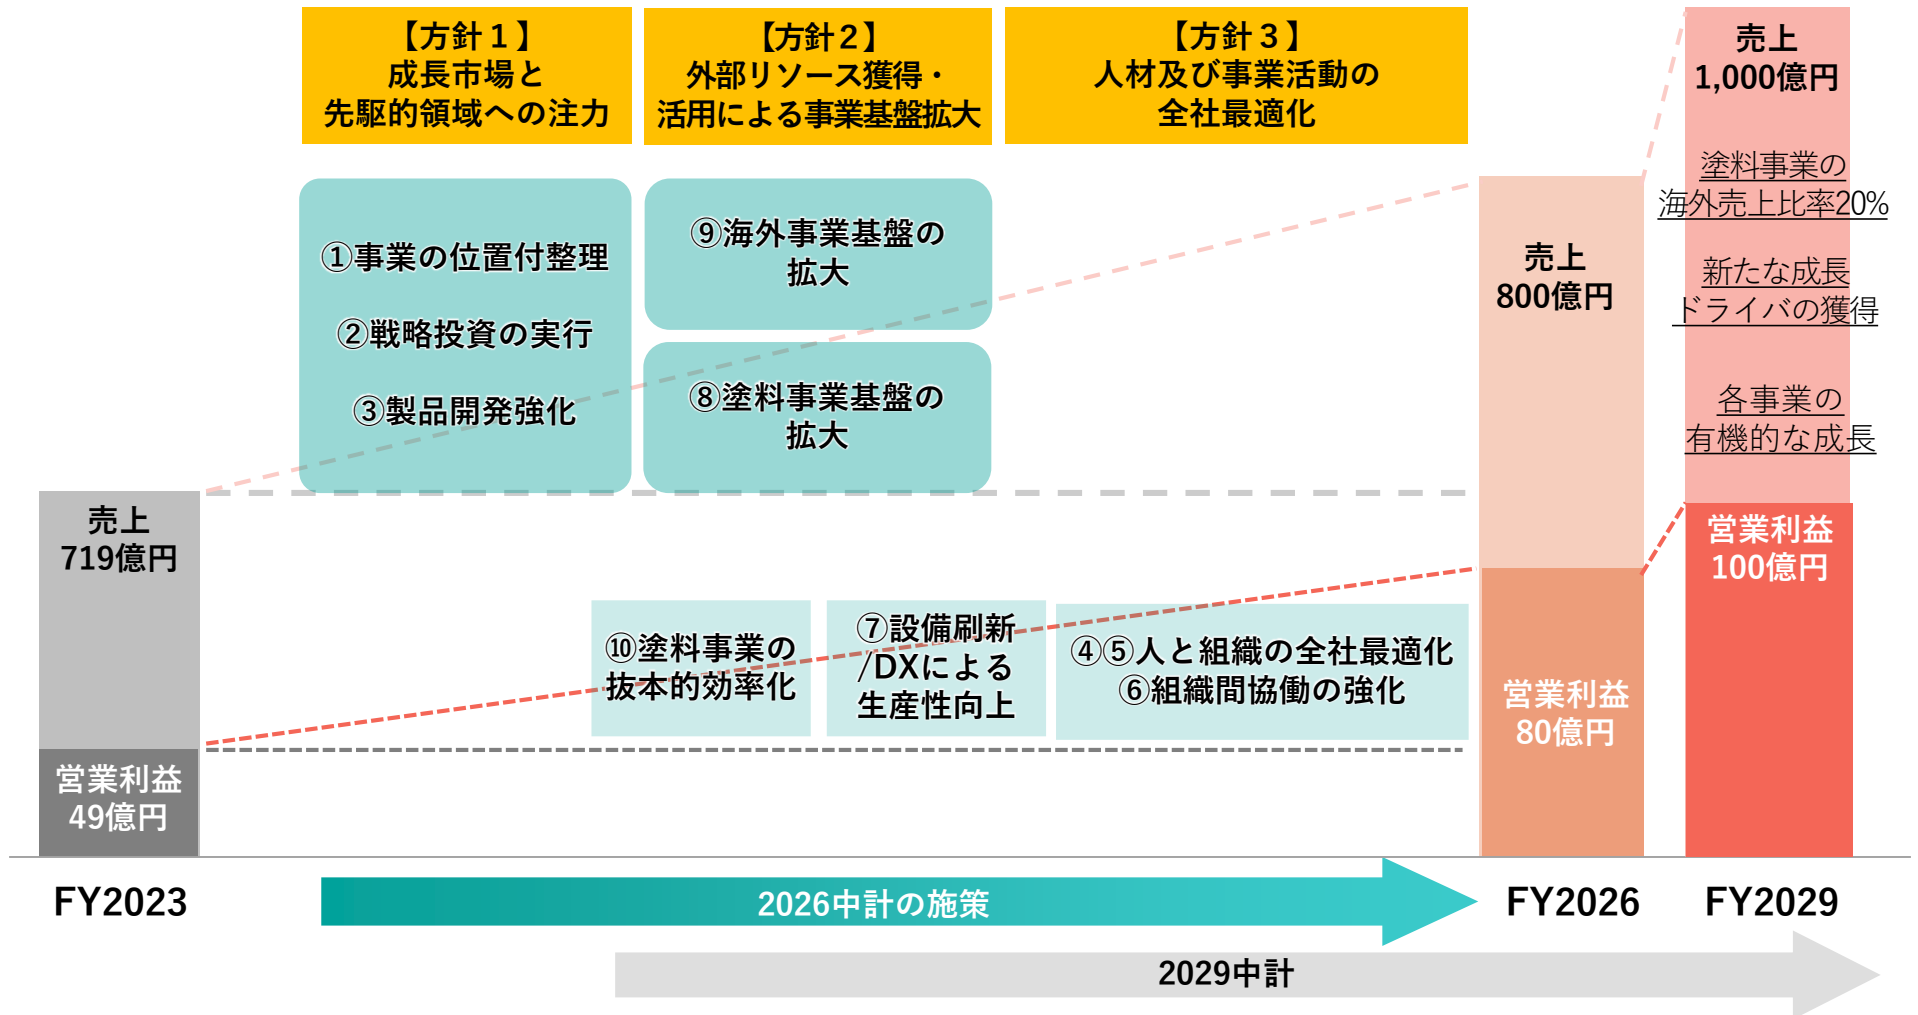 【方針１】
成長市場と
先駆的領域への注力
【方針２】
外部リソース獲得・
活用による事業基盤拡大
【方針３】
人材及び事業活動の
全社最適化
①事業の位置付整理
②戦略投資の実行
③製品開発強化
⑨海外事業基盤の
拡大
⑧塗料事業基盤の
拡大
⑩塗料事業の
抜本的効率化
⑦設備刷新
/DXによる
生産性向上
④⑤人と組織の全社最適化
⑥組織間協働の強化
売上
719億円
営業利益
49億円
売上
800億円
営業利益
80億円
売上
1,000億円
塗料事業の
海外売上比率20%
新たな成長
ドライバの獲得
各事業の
有機的な成長
営業利益
100億円
FY2023
2026中計の施策
FY2026
FY2029
2029中計